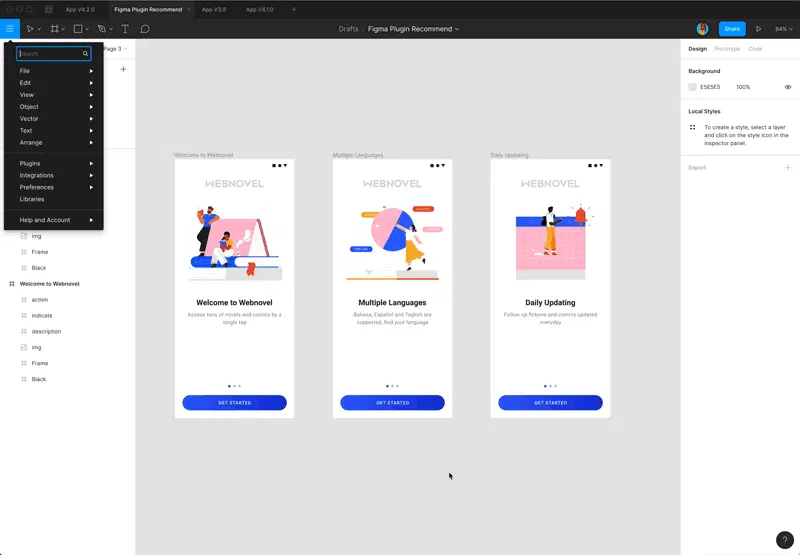 App V4.2.0
Figma Plugin Recommend
App V3.8
App V4.1.0
Drafts / Figma Plugin Recommend
Share
64%
Search
Page 3
File
Edit
View
Object
Vector
Text
Arrange
Plugins
Integrations
Preferences
Libraries
Help and Account
img
Frame
Black
Welcome to Webnovel
action
indicate
description
img
Frame
Black
Welcome to Webnovel
WEBNOVEL
Welcome to Webnovel
Access tens of novels and comics by a
single tap
GET STARTED
Multiple Languages
WEBNOVEL
Multiple Languages
Bahasa, Español and Taglish are
supported, find your language
GET STARTED
Daily Updating
WEBNOVEL
Daily Updating
Follow up fictions and comics updated
everyday
GET STARTED
Design
Prototype
Code
Background
E5E5E5
100%
Local Styles
To create a style, select a layer
and click on the style icon in the
inspector panel.
Export
?